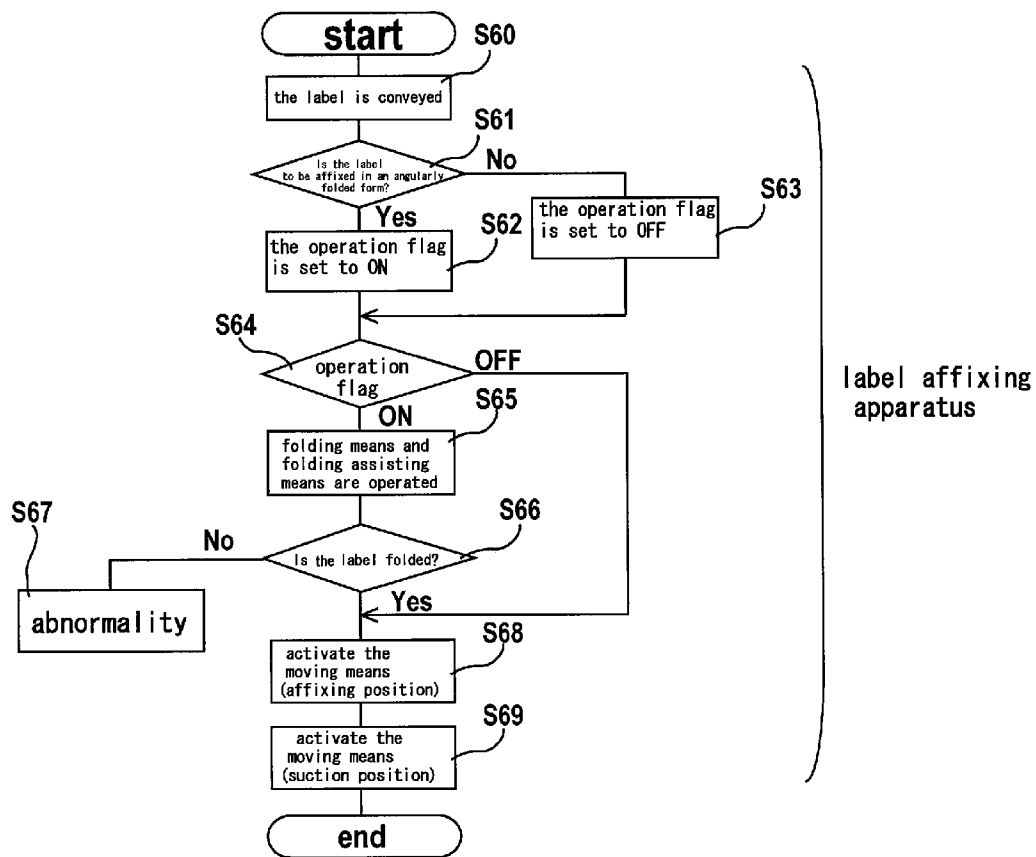 start
S60
the label is conveyed
S61
Is the label
to be affixed in an angularly
folded form?
No
Yes
S62
the operation flag
is set to ON
S63
the operation flag
is set to OFF
S64
operation
flag
OFF
ON
S65
folding means and
folding assisting
means are operated
S66
Is the label folded?
No
S67
abnormality
Yes
S68
activate the
moving means
(affixing position)
S69
activate the
moving means
(suction position)
end
label affixing
apparatus